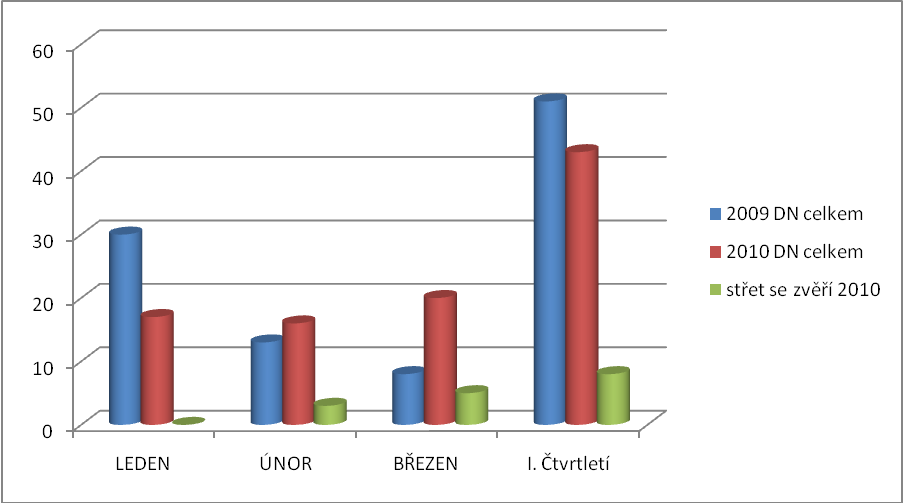 60
50
40
30
20
10
0
LEDEN
ÚNOR
BŘEZEN
I. Čtvrtletí
2009 DN celkem
2010 DN celkem
střet se zvěří 2010